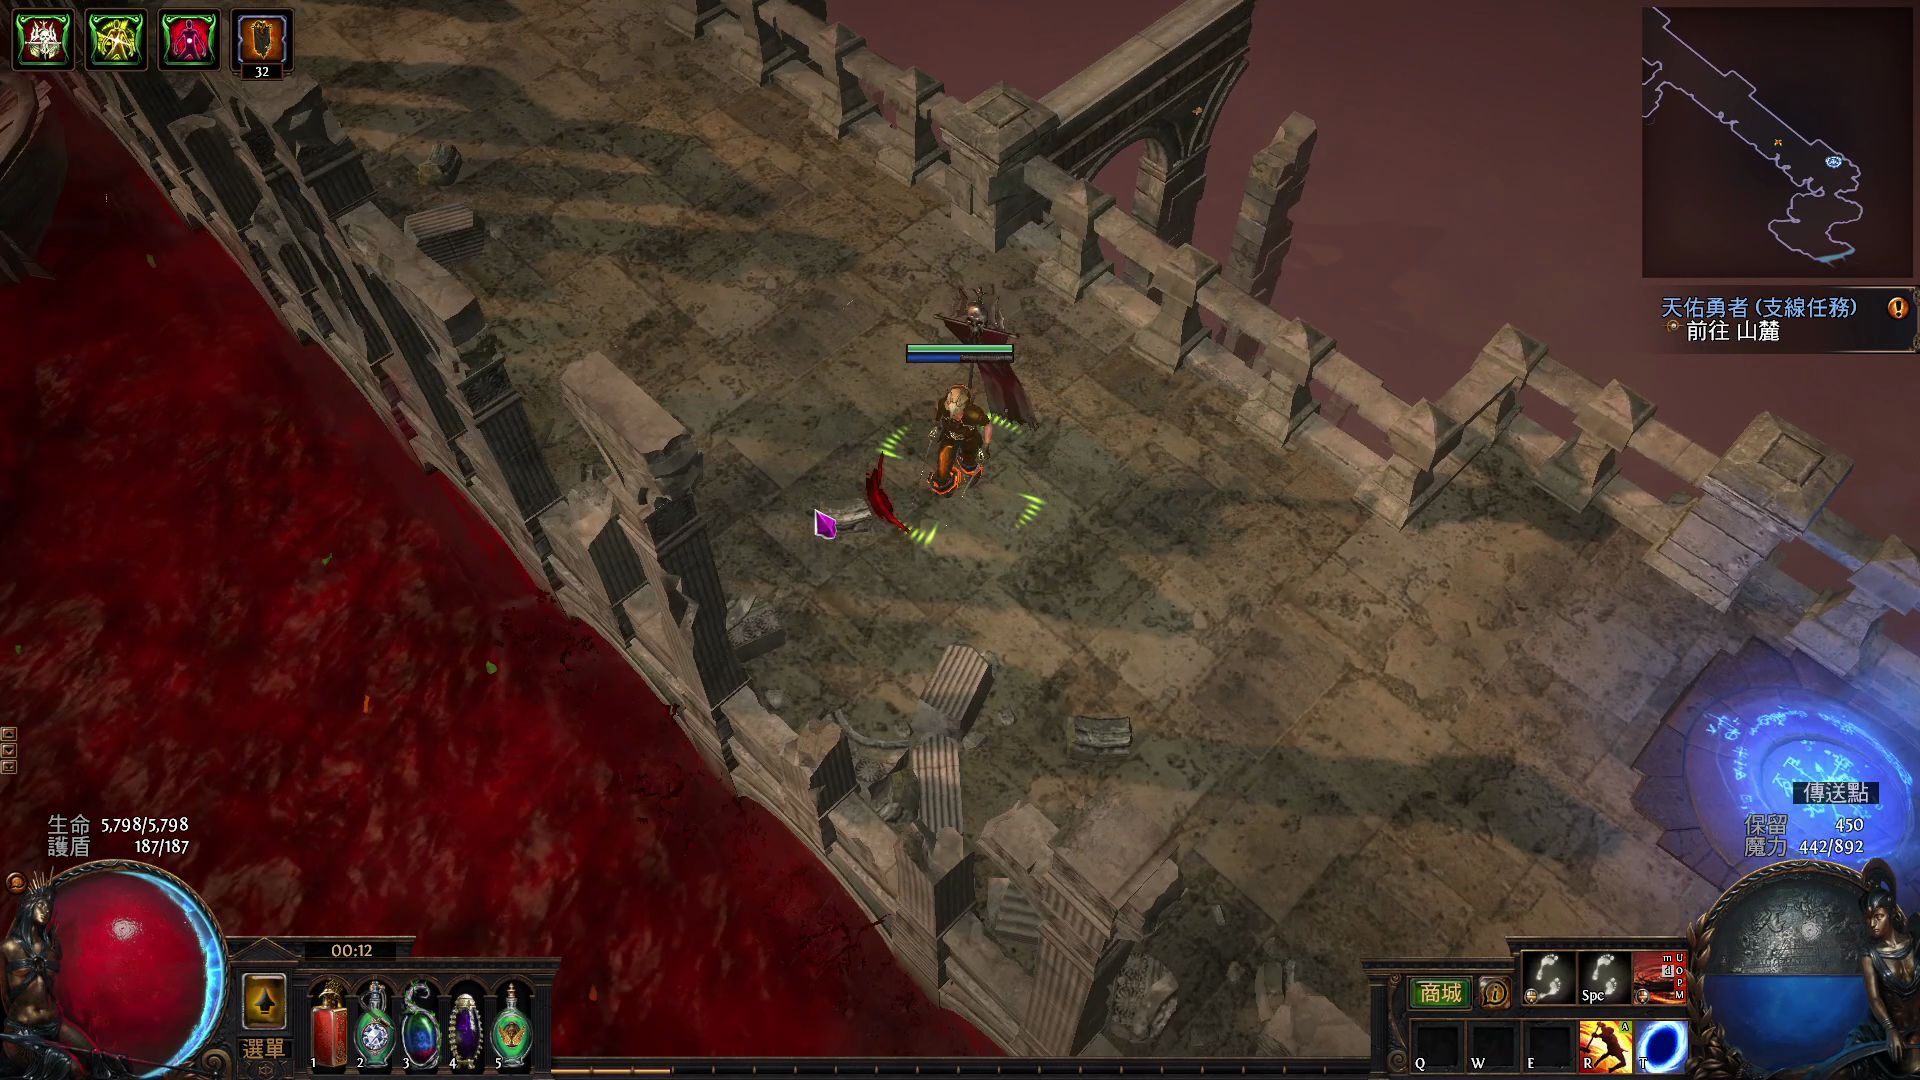 32
天佑勇者 (支線任務)
前往 山麓
傳送點
生命 5,798/5,798
護盾 187/187
保留 450
魔力 442/892
00:12
選單
1 2 3 4 5
商城
Spc
m U
d O
P
M
Q W E R T
A